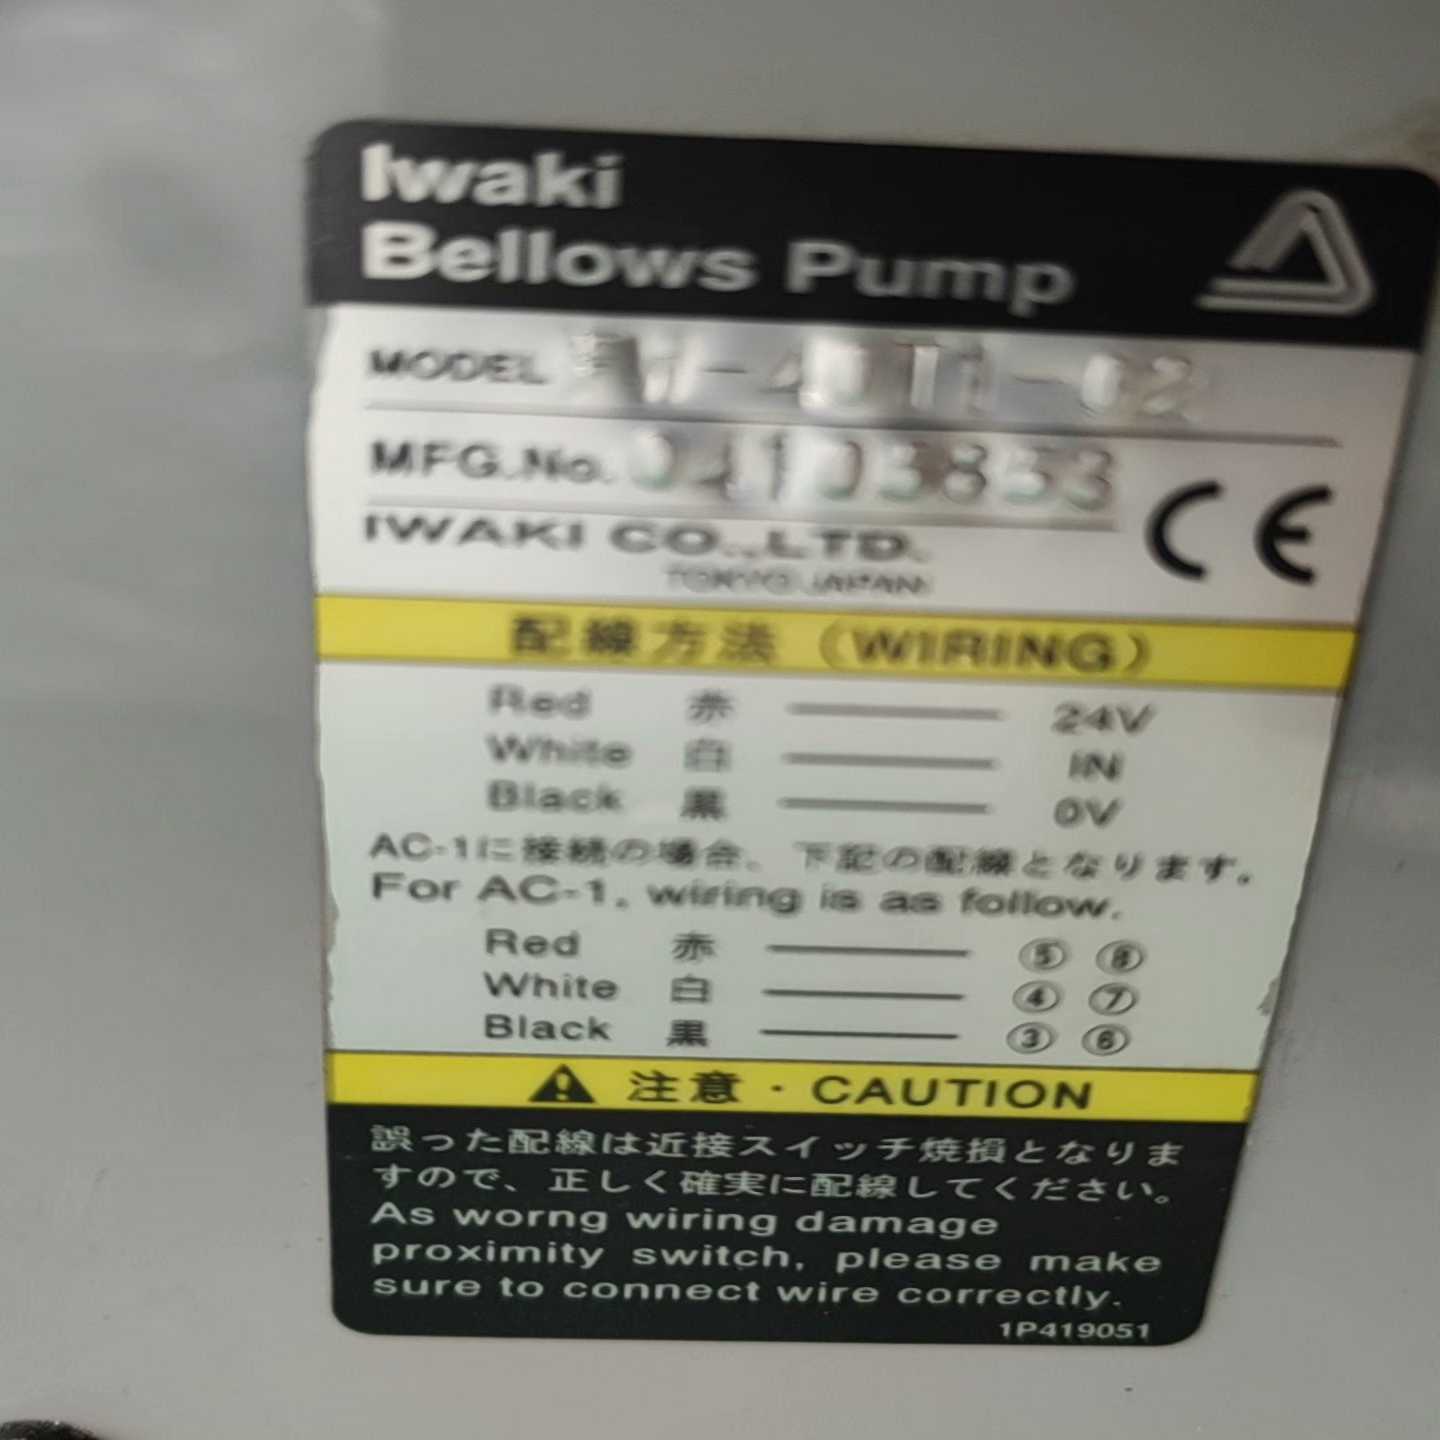 Iwaki
Bellows Pump
MODEL -40T1-02
MFG.No. 04103853
IWAKI CO.,LTD.
TOKYO JAPAN
CE
配線方法（WIRING）
Red 赤 24V
White 白 IN
Black 黒 0V
AC-1に接続の場合、下記の配線となります。
For AC-1, wiring is as follow.
Red 赤 ⑤ ⑧
White 白 ④ ⑦
Black 黒 ③ ⑥
注意・CAUTION
誤った配線は近接スイッチ焼損となりま
すので、正しく確実に配線してください。
As worng wiring damage
proximity switch, please make
sure to connect wire correctly.
1P419051